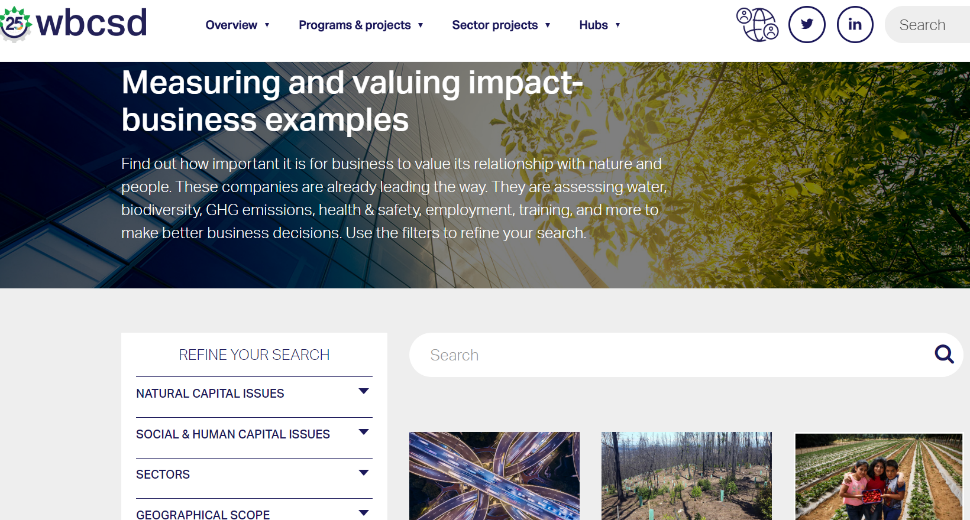 25 wbcsd
Overview ▼ Programs & projects ▼ Sector projects ▼ Hubs ▼ in Search
Measuring and valuing impact-
business examples
Find out how important it is for business to value its relationship with nature and
people. These companies are already leading the way. They are assessing water,
biodiversity, GHG emissions, health & safety, employment, training, and more to
make better business decisions. Use the filters to refine your search.
REFINE YOUR SEARCH
Search
NATURAL CAPITAL ISSUES
SOCIAL & HUMAN CAPITAL ISSUES
SECTORS
GEOGRAPHICAL SCOPE